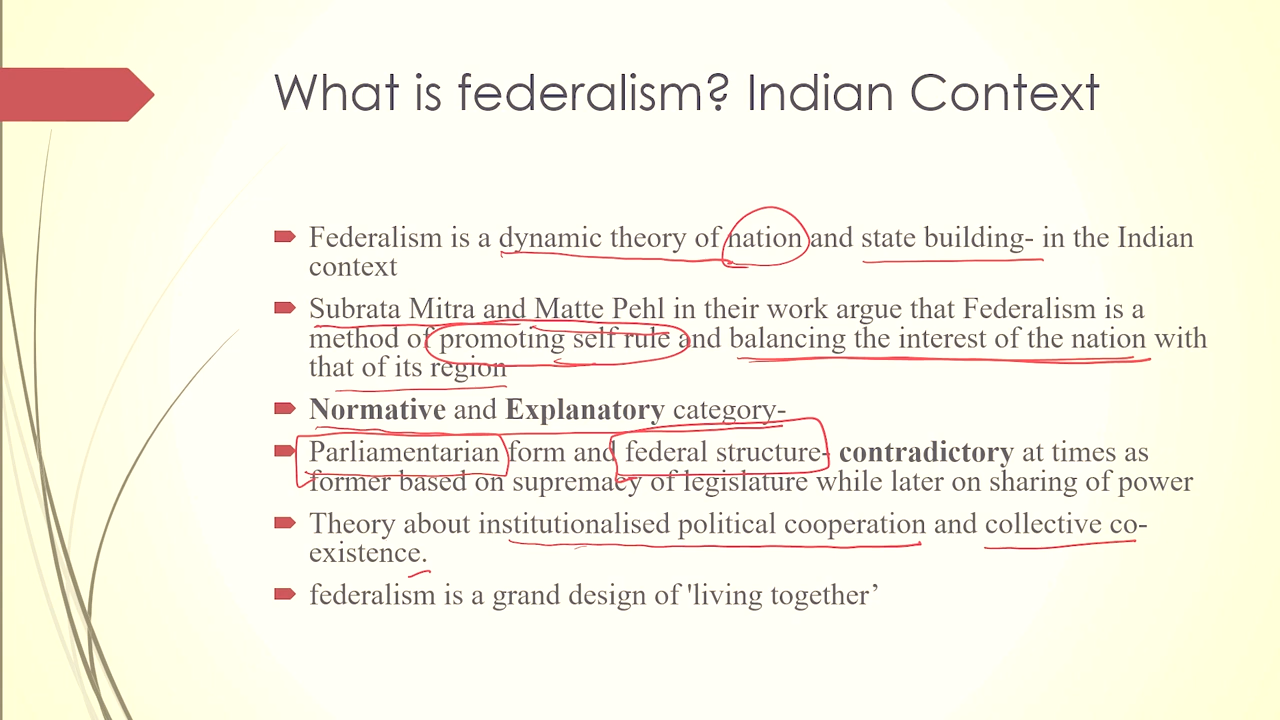 What is federalism? Indian Context
Federalism is a dynamic theory of nation and state building- in the Indian
context
Subrata Mitra and Matte Pehl in their work argue that Federalism is a
method of promoting self rule and balancing the interest of the nation with
that of its region
Normative and Explanatory category-
Parliamentarian form and federal structure- contradictory at times as
former based on supremacy of legislature while later on sharing of power
Theory about institutionalised political cooperation and collective co-
existence.
federalism is a grand design of 'living together’